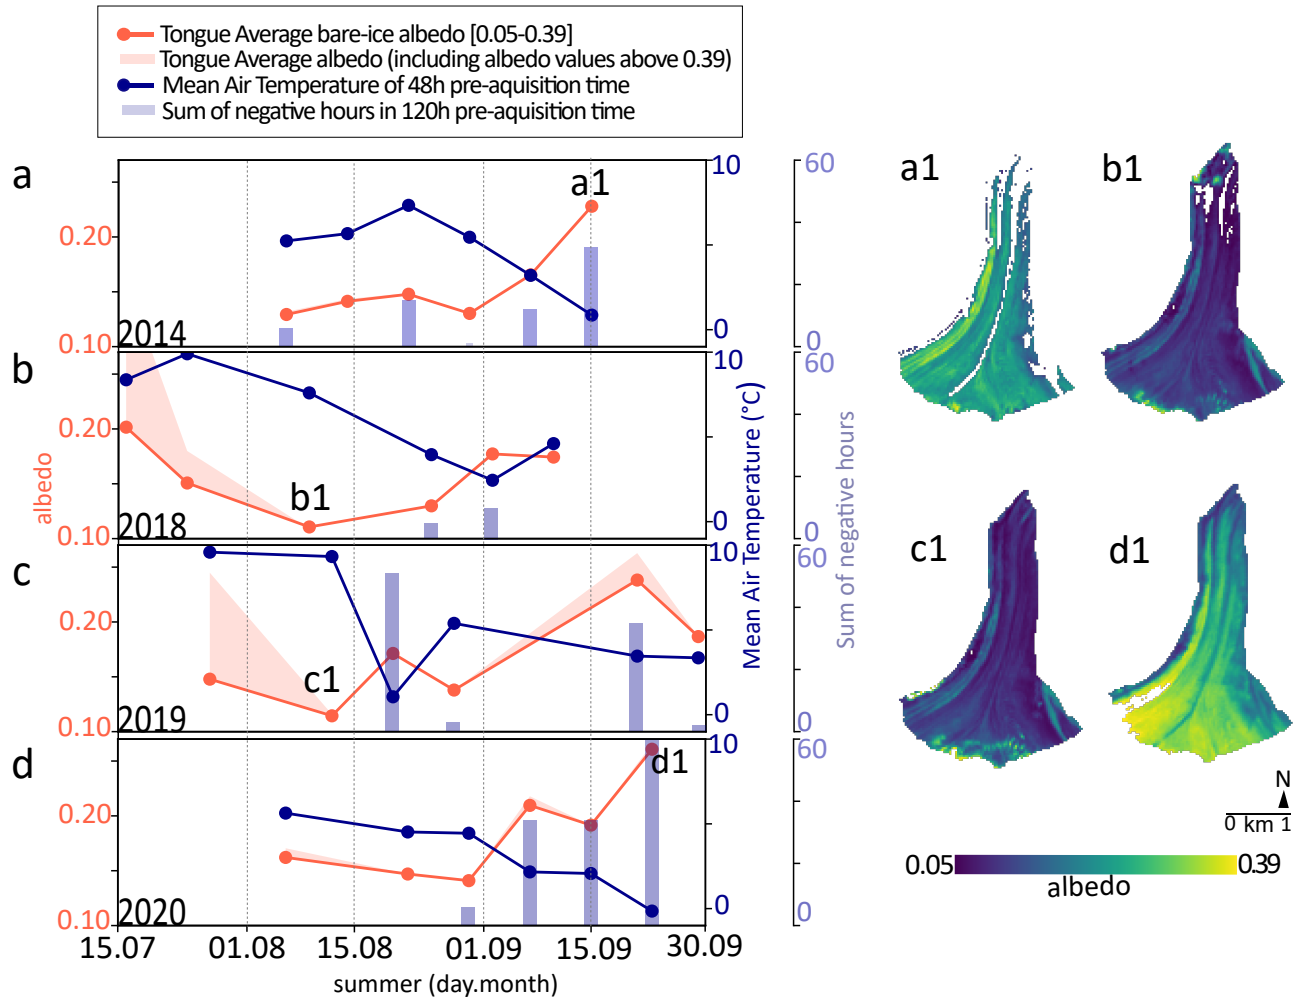 Tongue Average bare-ice albedo [0.05-0.39]
Tongue Average albedo (including albedo values above 0.39)
Mean Air Temperature of 48h pre-aquisition time
Sum of negative hours in 120h pre-aquisition time
a
0.20
0.10
2014
a1
10
0
60
0
b
0.20
0.10
2018
b1
10
0
60
0
c
0.20
0.10
2019
c1
10
0
60
0
d
0.20
0.10
2020
d1
10
0
60
0
albedo
Mean Air Temperature (°C)
Sum of negative hours
15.07
01.08
15.08
01.09
15.09
30.09
summer (day.month)
a1
b1
c1
d1
N
0 km 1
0.05
0.39
albedo